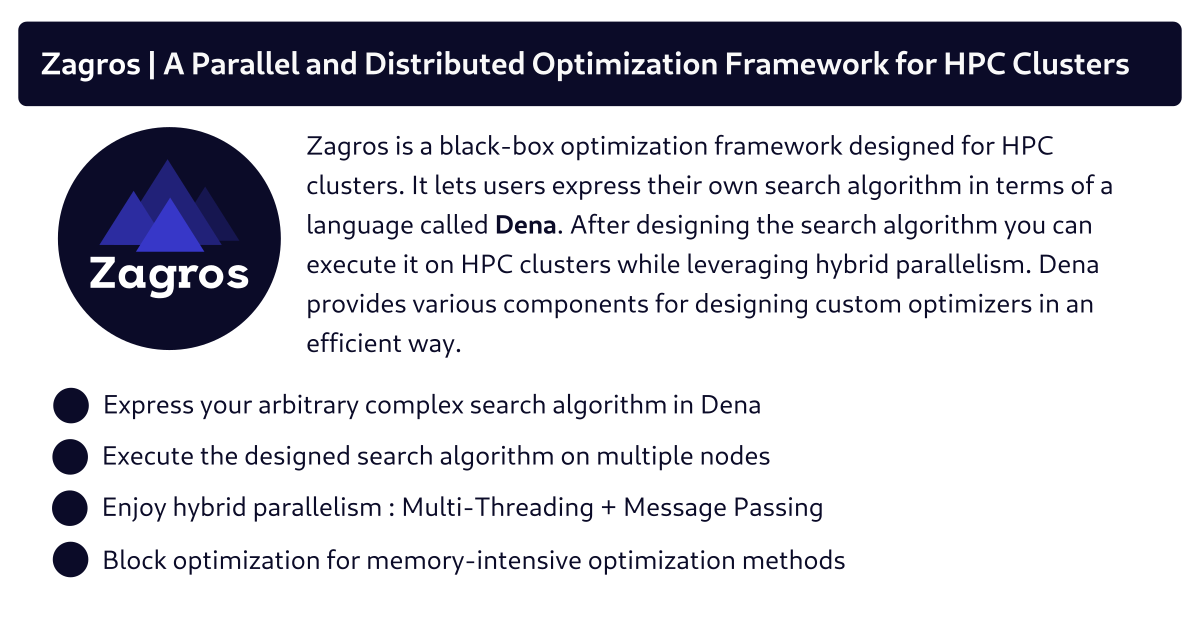 Zagros | A Parallel and Distributed Optimization Framework for HPC Clusters
Zagros
Zagros is a black-box optimization framework designed for HPC
clusters. It lets users express their own search algorithm in terms of a
language called Dena. After designing the search algorithm you can
execute it on HPC clusters while leveraging hybrid parallelism. Dena
provides various components for designing custom optimizers in an
efficient way.
Express your arbitrary complex search algorithm in Dena
Execute the designed search algorithm on multiple nodes
Enjoy hybrid parallelism : Multi-Threading + Message Passing
Block optimization for memory-intensive optimization methods